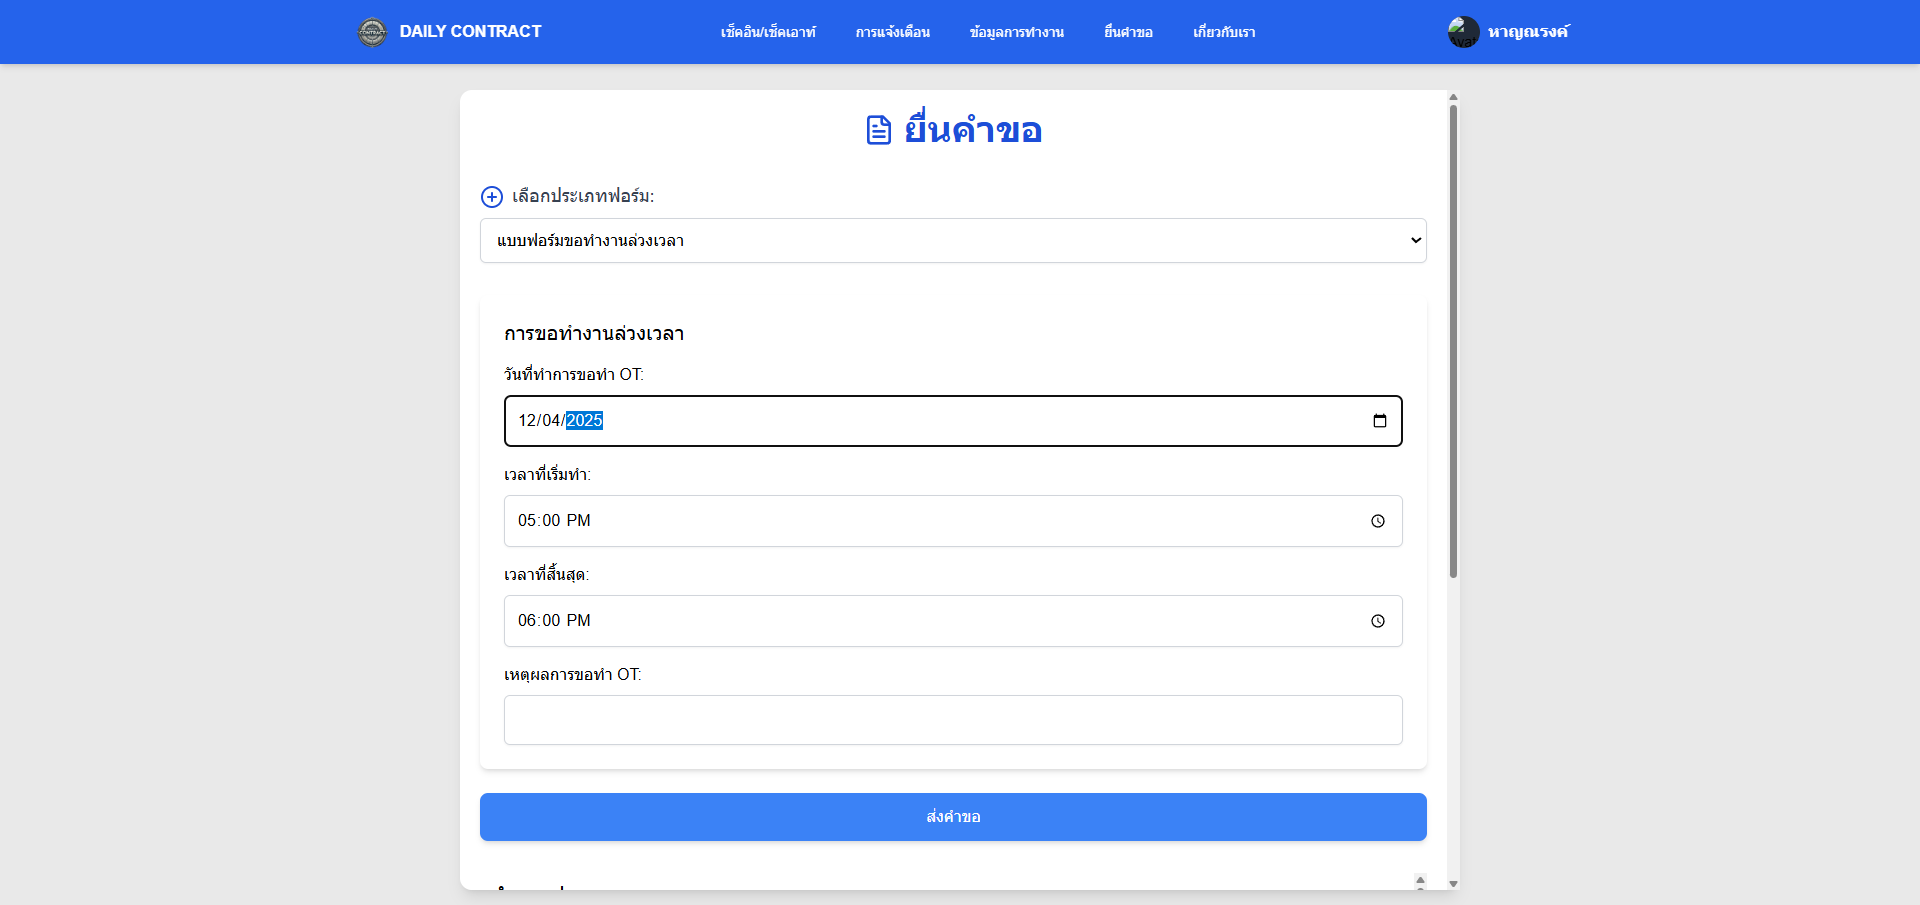 DAILY CONTRACT
เช็คอิน/เช็คเอาท์
การแจ้งเตือน
ข้อมูลการทำงาน
ยื่นคำขอ
เกี่ยวกับเรา
หาญณรงค์
ยื่นคำขอ
เลือกประเภทฟอร์ม:
แบบฟอร์มขอทำงานล่วงเวลา
การขอทำงานล่วงเวลา
วันที่ทำการขอทำ OT:
12/04/2025
เวลาที่เริ่มทำ:
05:00 PM
เวลาที่สิ้นสุด:
06:00 PM
เหตุผลการขอทำ OT:
ส่งคำขอ